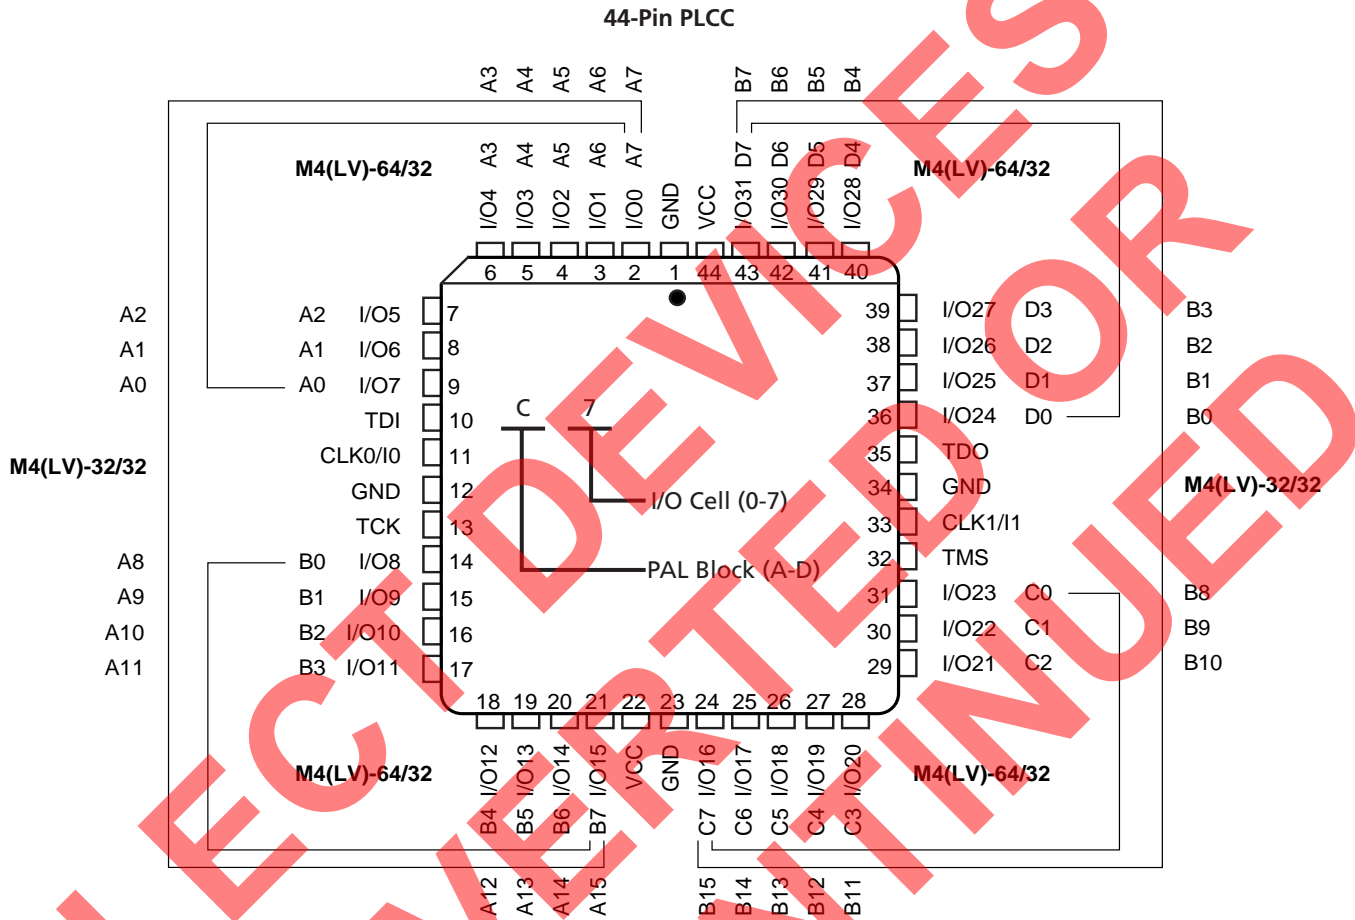 44-Pin PLCC
A3 A4 A5 A6 A7 B7 B6 B5 B4
M4(LV)-64/32 A3 A4 A5 A6 A7 D7 D6 D5 D4 M4(LV)-64/32
I/O4 I/O3 I/O2 I/O1 I/O0 GND VCC I/O31 I/O30 I/O29 I/O28
6 5 4 3 2 1 44 43 42 41 40
A2 A2 I/O5 7 39 I/O27 D3 B3
A1 A1 I/O6 8 38 I/O26 D2 B2
A0 A0 I/O7 9 37 I/O25 D1 B1
TDI 10 C 7 36 I/O24 D0 B0
CLK0/I0 11 35 TDO
M4(LV)-32/32 M4(LV)-32/32
GND 12 I/O Cell (0-7) 34 GND
TCK 13 33 CLK1/I1
A8 B0 I/O8 14 PAL Block (A-D) 32 TMS
A9 B1 I/O9 15 31 I/O23 C0 B8
A10 B2 I/O10 16 30 I/O22 C1 B9
A11 B3 I/O11 17 29 I/O21 C2 B10
18 19 20 21 22 23 24 25 26 27 28
I/O12 I/O13 I/O14 I/O15 VCC GND I/O16 I/O17 I/O18 I/O19 I/O20
M4(LV)-64/32 M4(LV)-64/32
B4 B5 B6 B7 C7 C6 C5 C4 C3
A12 A13 A14 A15 B15 B14 B13 B12 B11
LECT DEVICES
VERTED OR
NTINUED